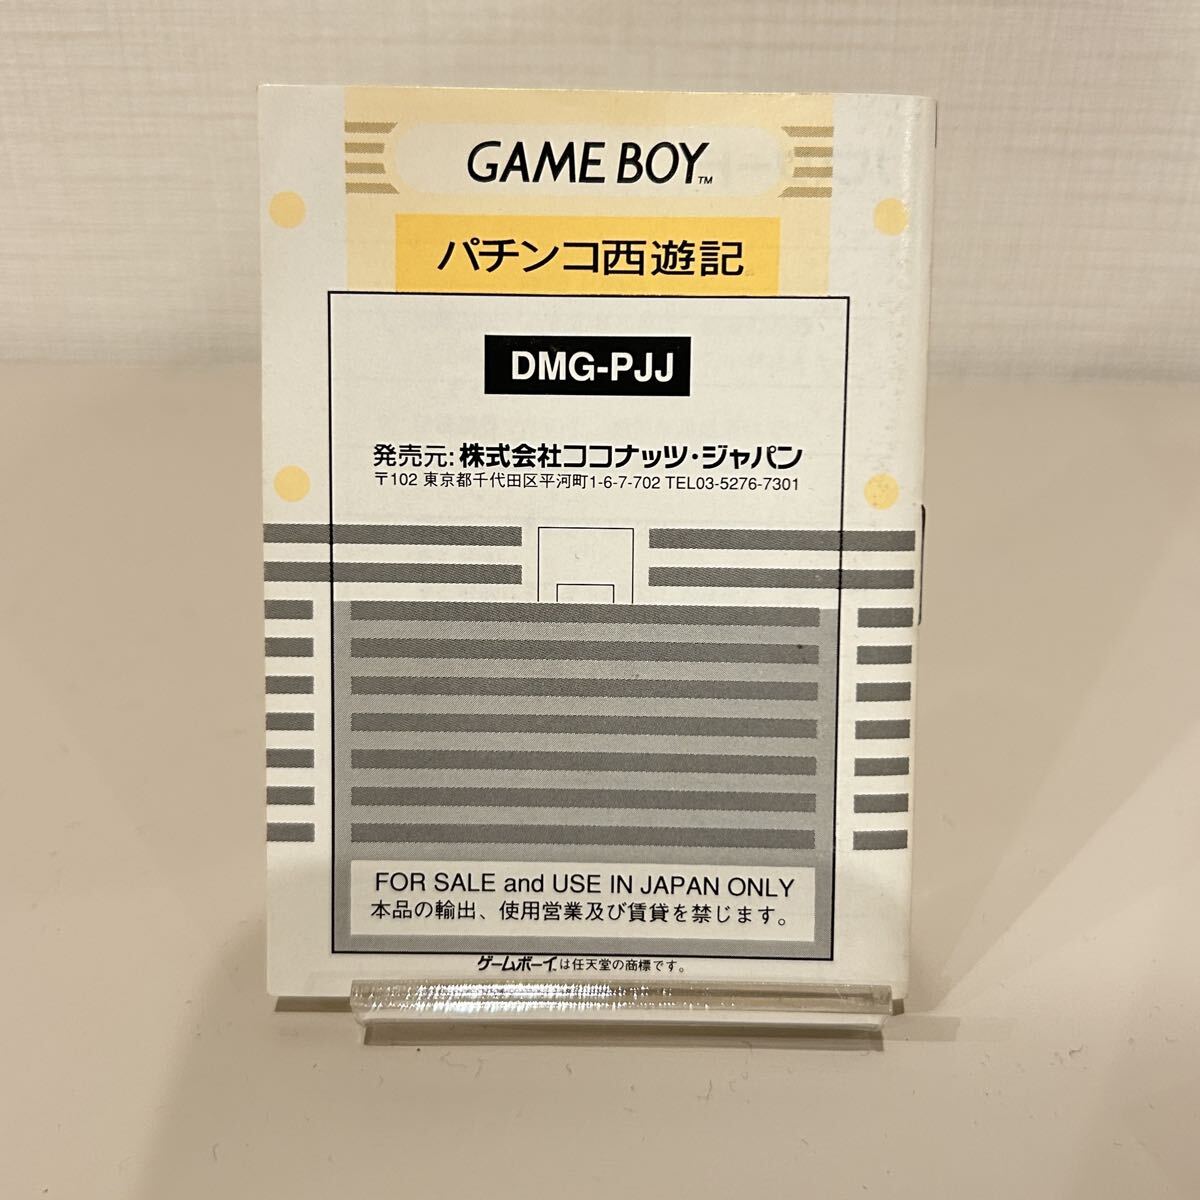 GAME BOY™
パチンコ西遊記
DMG-PJJ
発売元:株式会社ココナッツ・ジャパン
〒102 東京都千代田区平河町1-6-7-702 TEL03-5276-7301
FOR SALE and USE IN JAPAN ONLY
本品の輸出、使用営業及び賃貸を禁じます。
ゲームボーイ™は任天堂の商標です。